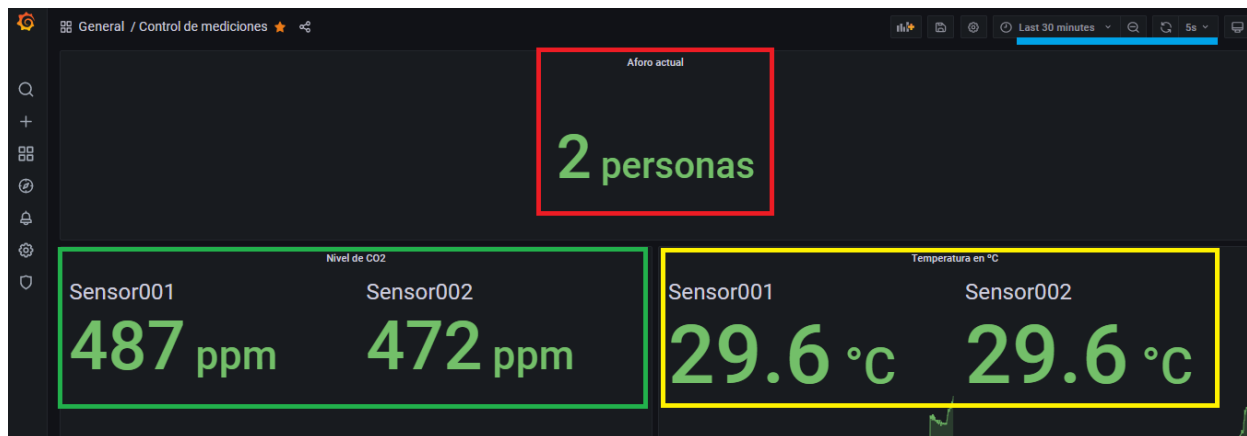 General / Control de mediciones
Last 30 minutes
5s
Aforo actual
2 personas
Nivel de CO2
Sensor001
487 ppm
Sensor002
472 ppm
Temperatura en ºC
Sensor001
29.6 °C
Sensor002
29.6 °C